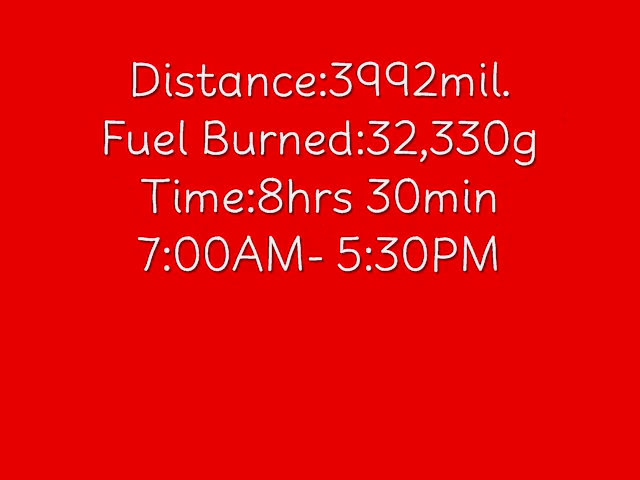 Distance:3992mil.
Fuel Burned:32,330g
Time:8hrs 30min
7:00AM- 5:30PM